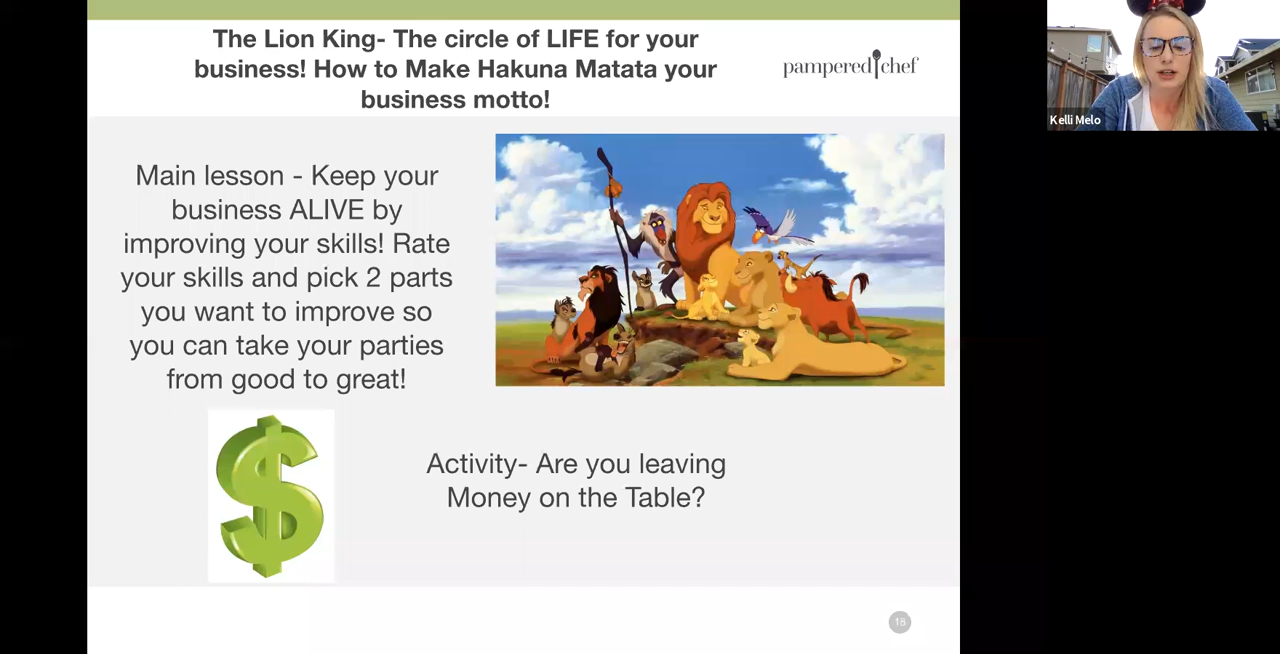 The Lion King- The circle of LIFE for your
business! How to Make Hakuna Matata your
business motto!
pampered chef
Kelli Melo
Main lesson - Keep your
business ALIVE by
improving your skills! Rate
your skills and pick 2 parts
you want to improve so
you can take your parties
from good to great!
Activity- Are you leaving
Money on the Table?
16